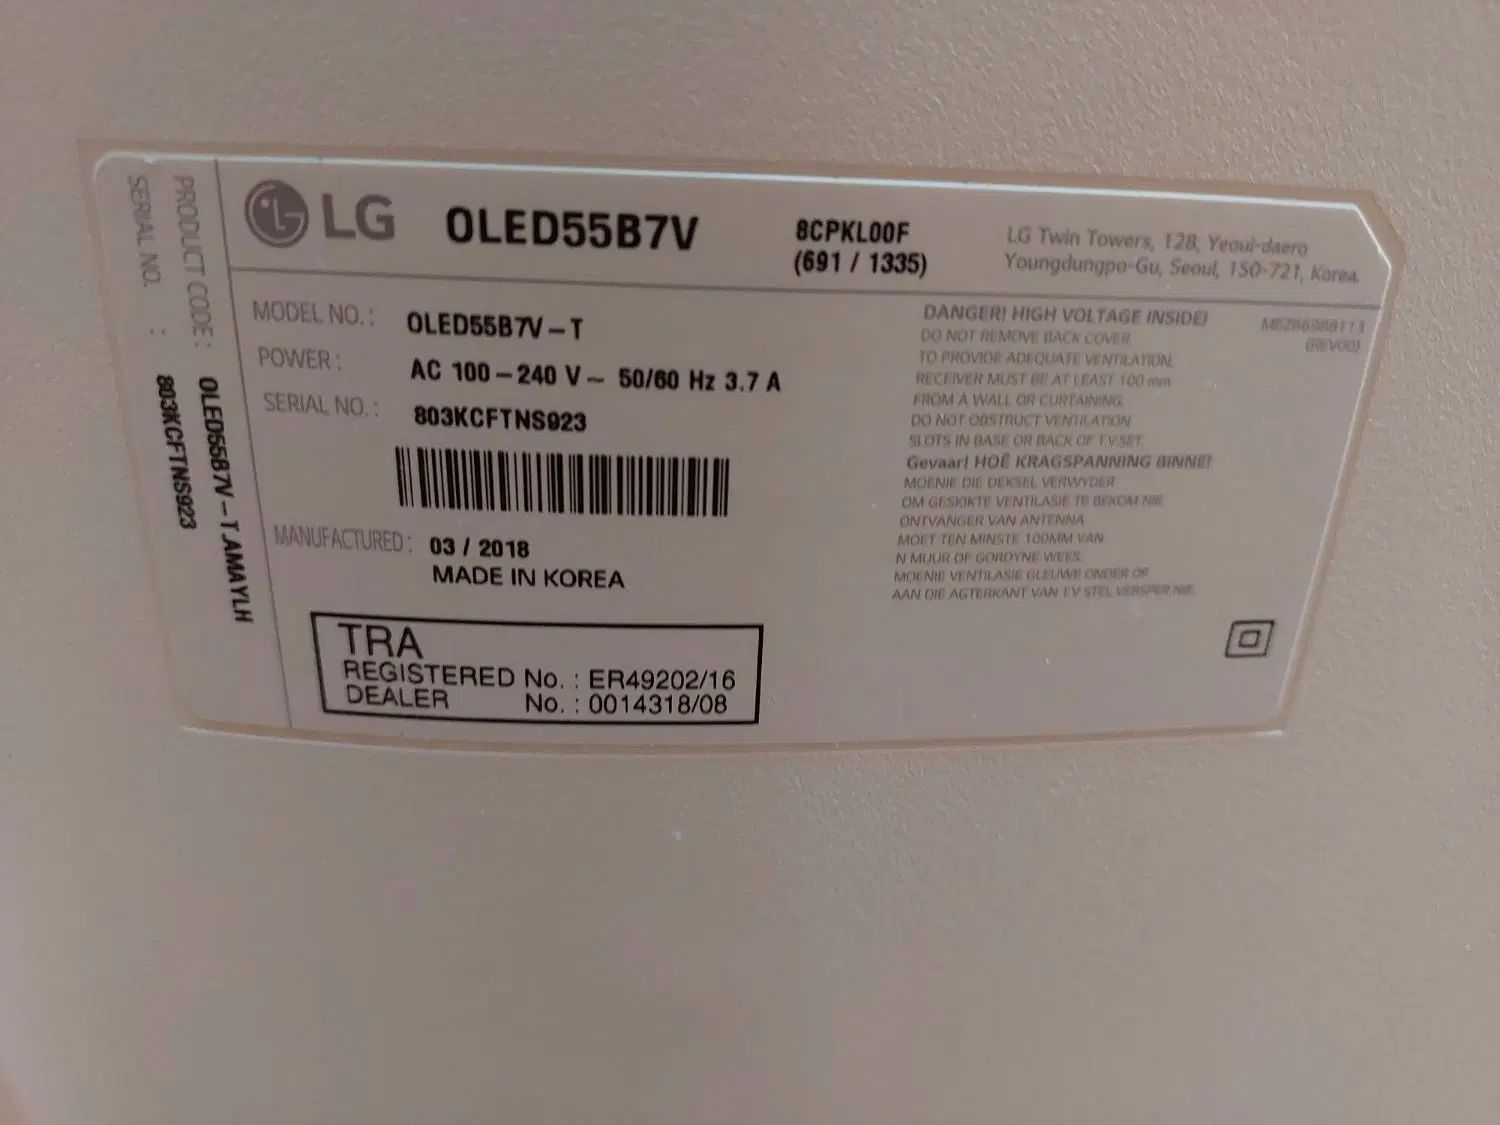 LG OLED55B7V
8CPKL00F
(691 / 1335)
LG Twin Towers, 128, Yeoui-daero
Youngdungpo-Gu, Seoul, 150-721, Korea.
MODEL NO. : OLED55B7V-T
POWER : AC 100-240 V~ 50/60 Hz 3.7 A
SERIAL NO. : 803KCFTNS923
MANUFACTURED : 03 / 2018
MADE IN KOREA
TRA
REGISTERED No. : ER49202/16
DEALER No. : 0014318/08
DANGER! HIGH VOLTAGE INSIDE!
DO NOT REMOVE BACK COVER.
TO PROVIDE ADEQUATE VENTILATION,
RECEIVER MUST BE AT LEAST 100 mm
FROM A WALL OR CURTAINING,
DO NOT OBSTRUCT VENTILATION
SLOTS IN BASE OR BACK OF T.V SET.
Gevaar! HOË KRAGSPANNING BINNE!
MOENIE DIE DEKSEL VERWYDER
OM GESKIKTE VENTILASIE TE BEKOM NIE.
ONTVANGER VAN ANTENNA
MOET TEN MINSTE 100MM VAN
N MUUR OF GORDYNE WEES.
MOENIE VENTILASIE GLEUWE ONDER OF
AAN DIE AGTERKANT VAN T.V STEL VERSPER NIE.
MEZ66988113
(REV00)
PRODUCT CODE : OLED55B7V-T.AMAYLH
SERIAL NO. : 803KCFTNS923